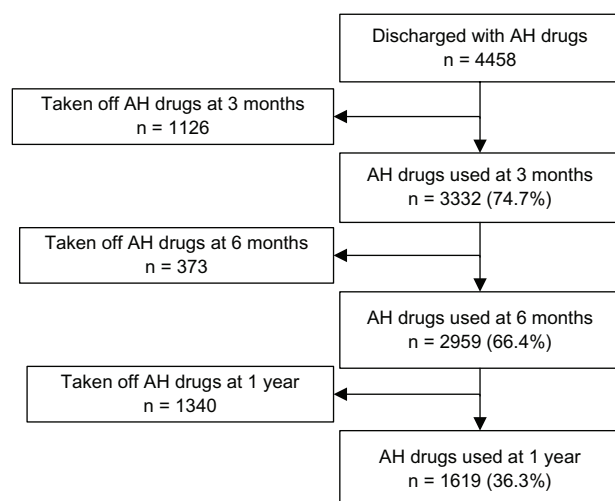 Discharged with AH drugs
n = 4458
Taken off AH drugs at 3 months
n = 1126
AH drugs used at 3 months
n = 3332 (74.7%)
Taken off AH drugs at 6 months
n = 373
AH drugs used at 6 months
n = 2959 (66.4%)
Taken off AH drugs at 1 year
n = 1340
AH drugs used at 1 year
n = 1619 (36.3%)